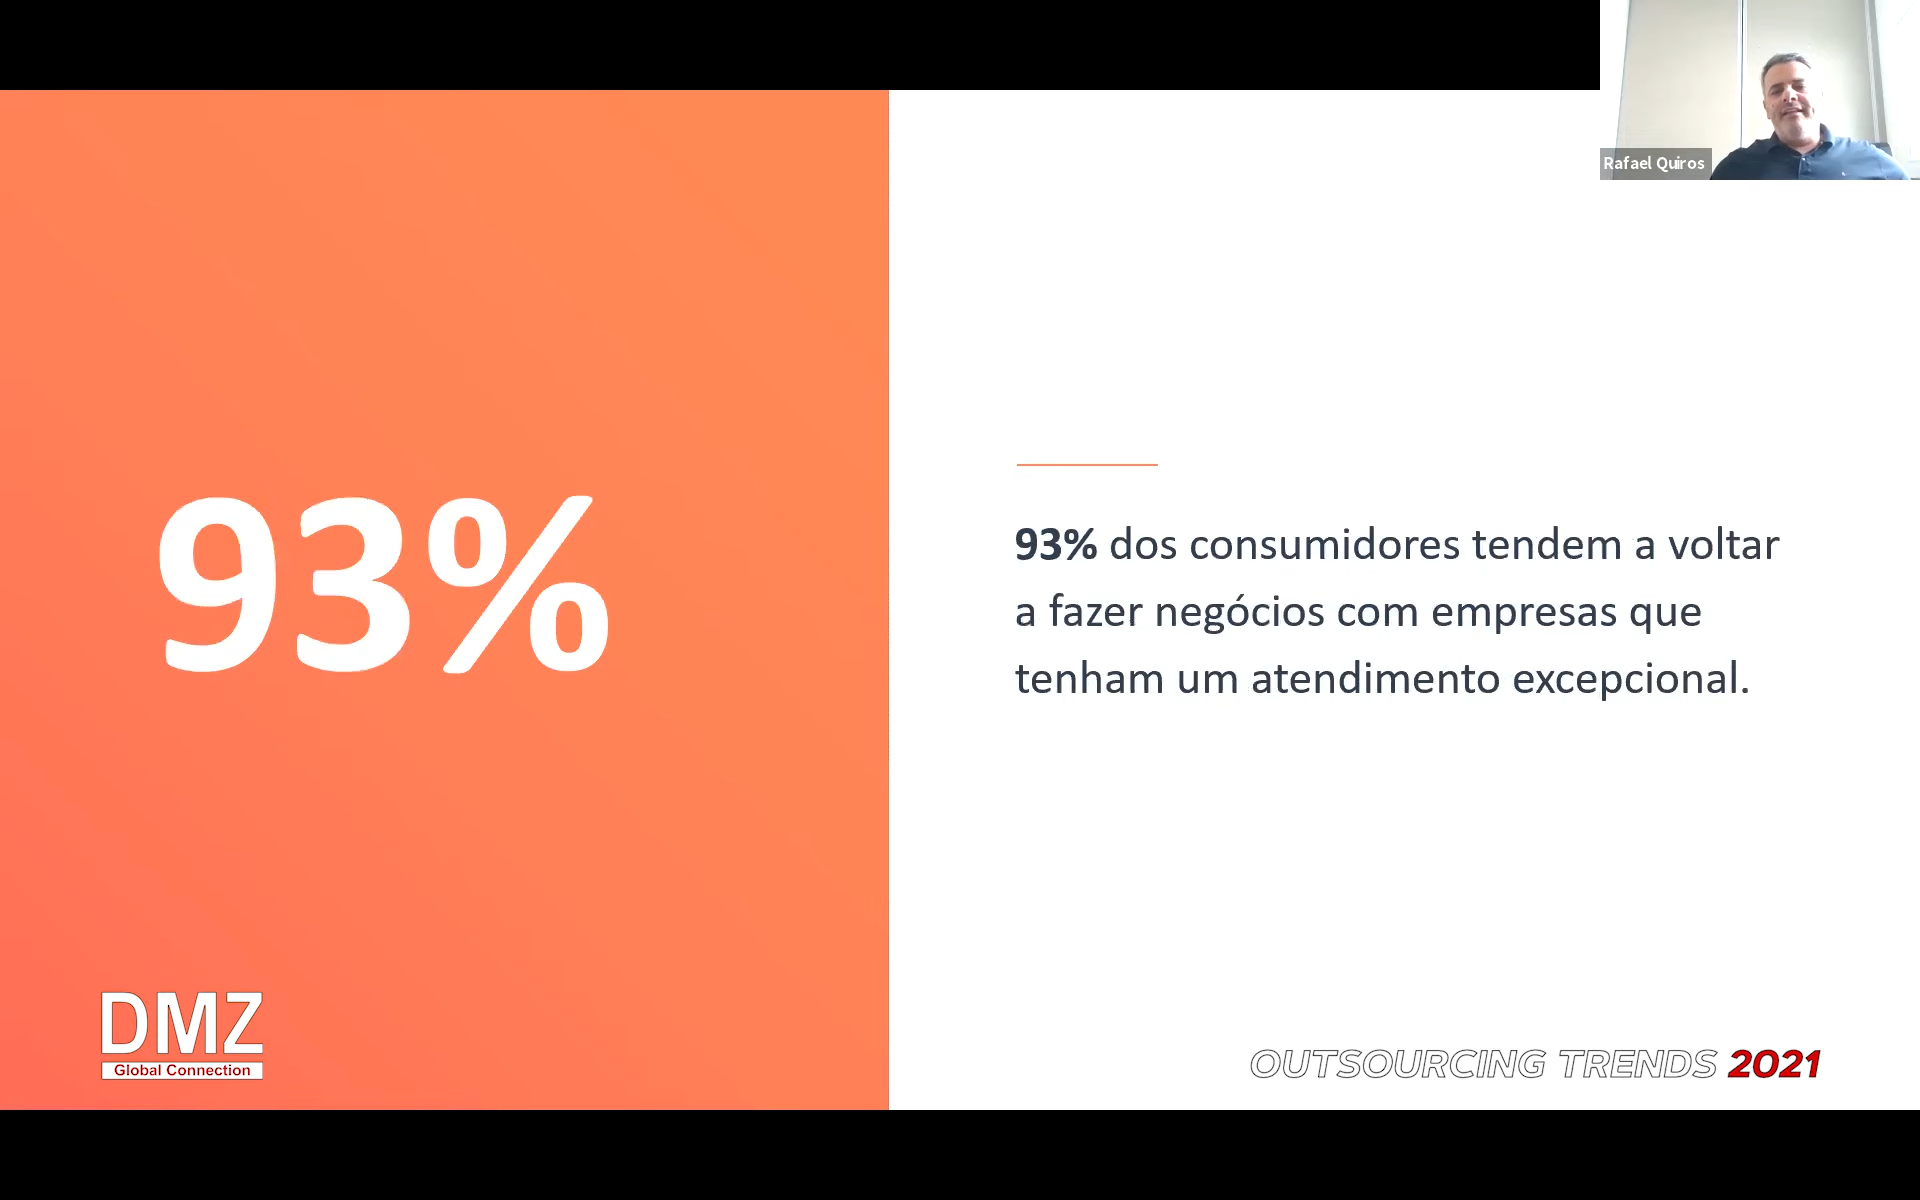 Rafael Quiros
93%
93% dos consumidores tendem a voltar
a fazer negócios com empresas que
tenham um atendimento excepcional.
DMZ
Global Connection
OUTSOURCING TRENDS 2021